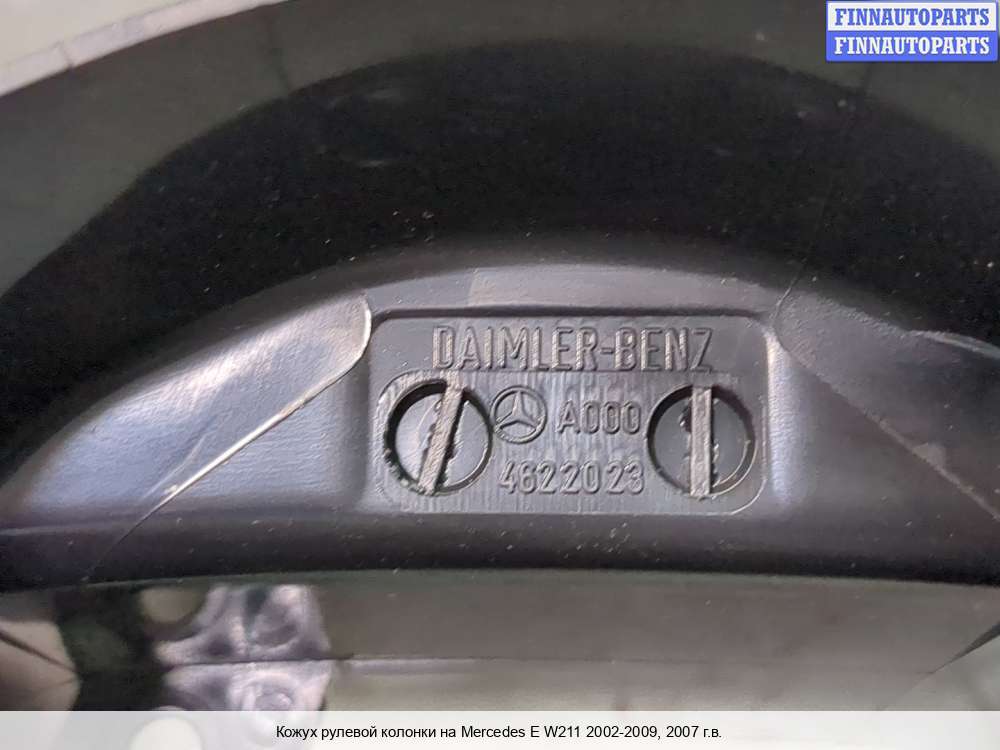 FINNAUTOPARTS
FINNAUTOPARTS
DAIMLER-BENZ
A000
4622023
Кожух рулевой колонки на Mercedes E W211 2002-2009, 2007 г.в.